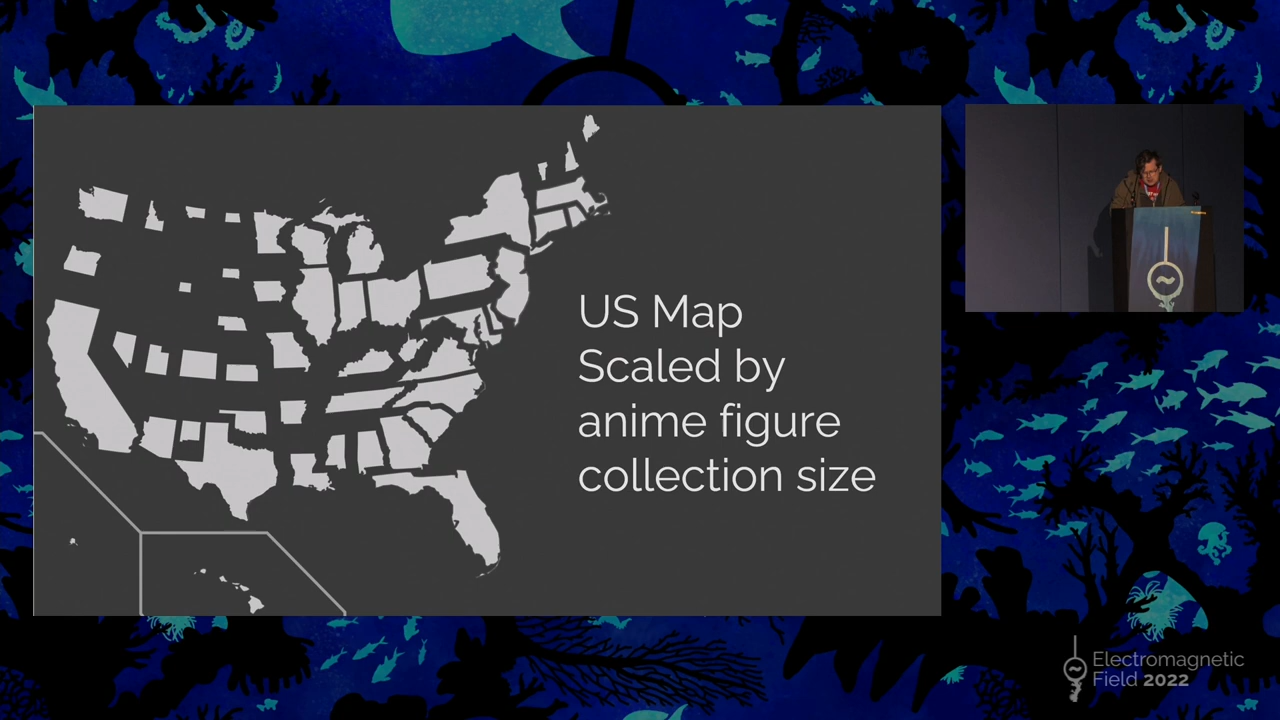 US Map
Scaled by
anime figure
collection size
Electromagnetic
Field 2022